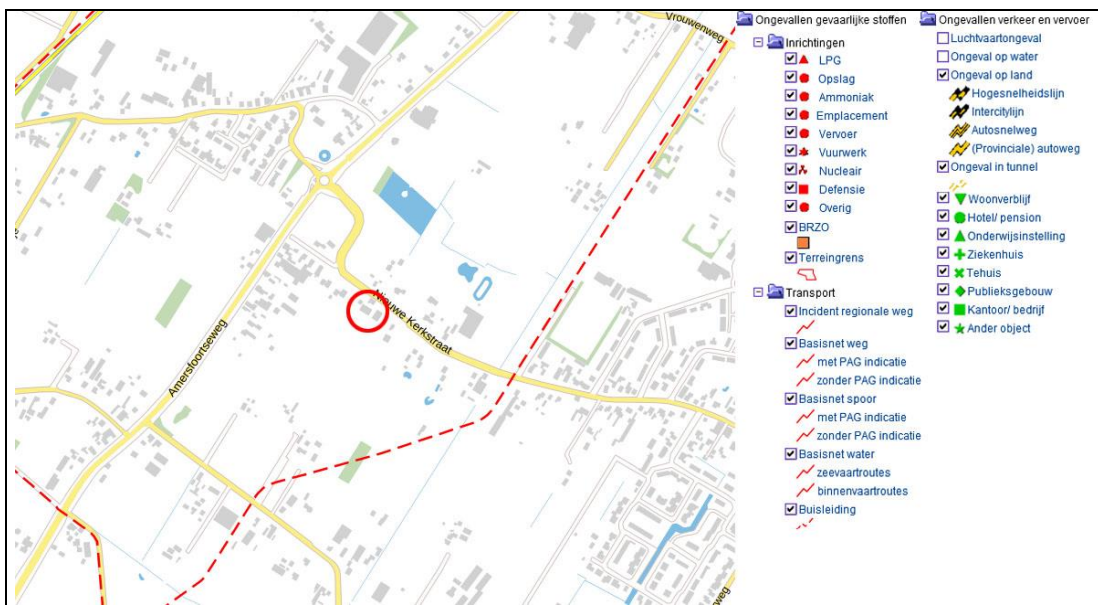 Vrouwenweg
Nieuwe Kerkstraat
Amersfoortseweg
weg
Ongevallen gevaarlijke stoffen
Inrichtingen
LPG
Opslag
Ammoniak
Emplacement
Vervoer
Vuurwerk
Nucleair
Defensie
Overig
BRZO
Terreingrens
Transport
Incident regionale weg
Basisnet weg
met PAG indicatie
zonder PAG indicatie
Basisnet spoor
met PAG indicatie
zonder PAG indicatie
Basisnet water
zeevaartroutes
binnenvaartroutes
Buisleiding
Ongevallen verkeer en vervoer
Luchtvaartongeval
Ongeval op water
Ongeval op land
Hogesnelheidslijn
Intercitylijn
Autosnelweg
(Provinciale) autoweg
Ongeval in tunnel
Woonverblijf
Hotel/ pension
Onderwijsinstelling
Ziekenhuis
Tehuis
Publieksgebouw
Kantoor/ bedrijf
Ander object